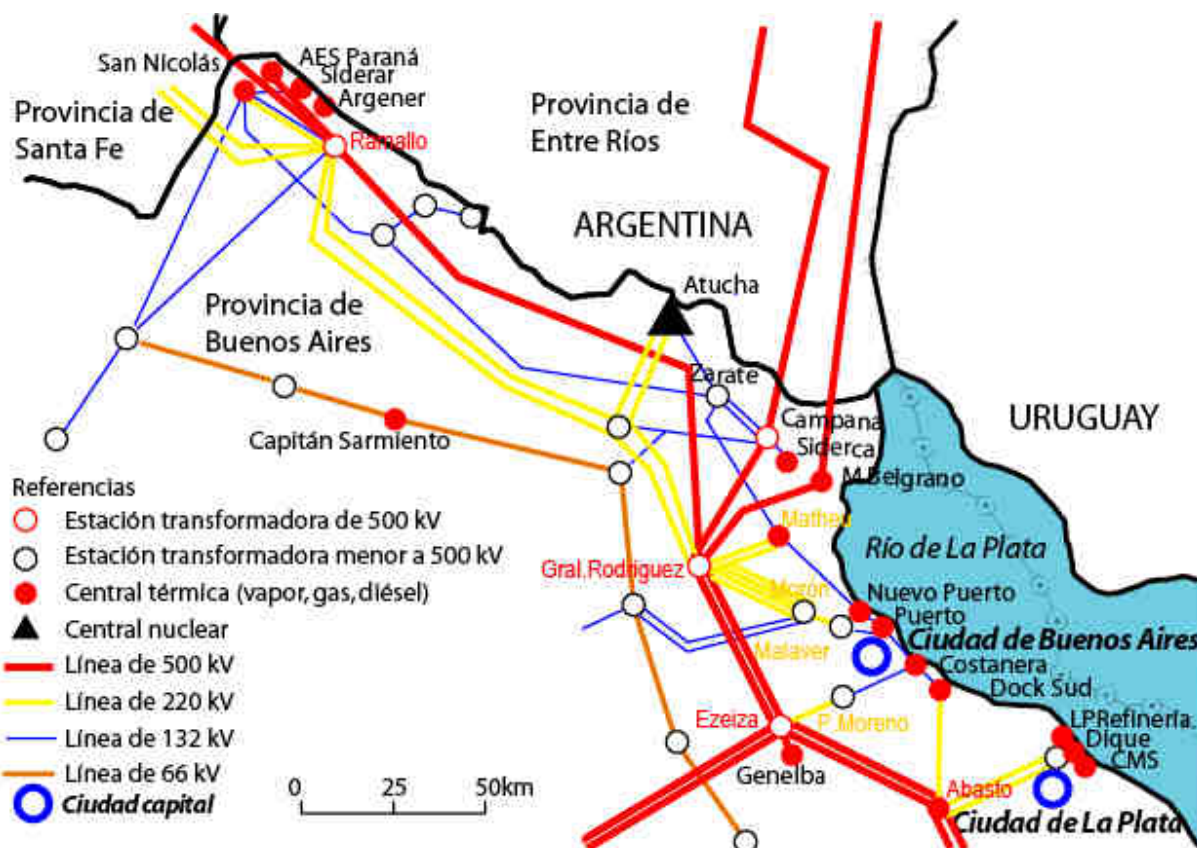 San Nicolás
AES Paraná
Siderar
Argener
Provincia de
Santa Fe
Ramallo
Provincia de
Entre Ríos
ARGENTINA
Atucha
Provincia de
Buenos Aires
Zarate
URUGUAY
Capitán Sarmiento
Campana
Siderca
M.Belgrano
Matheu
Río de La Plata
Gral.Rodriguez
Morón
Nuevo Puerto
Puerto
Malaver
Ciudad de Buenos Aires
Costanera
Dock Sud
Ezeiza
P.Moreno
LPRefinería.
Dique
CMS
Genelba
Abasto
Ciudad de La Plata
Referencias
Estación transformadora de 500 kV
Estación transformadora menor a 500 kV
Central térmica (vapor, gas, diésel)
Central nuclear
Línea de 500 kV
Línea de 220 kV
Línea de 132 kV
Línea de 66 kV
Ciudad capital
0 25 50km